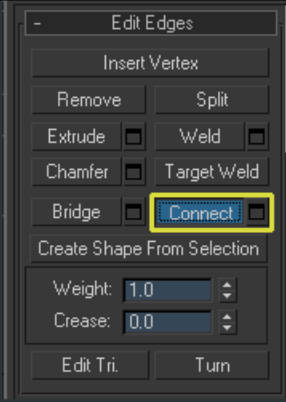 - Edit Edges
Insert Vertex
Remove Split
Extrude Weld
Chamfer Target Weld
Bridge Connect
Create Shape From Selection
Weight: 1.0
Crease: 0.0
Edit Tri. Turn